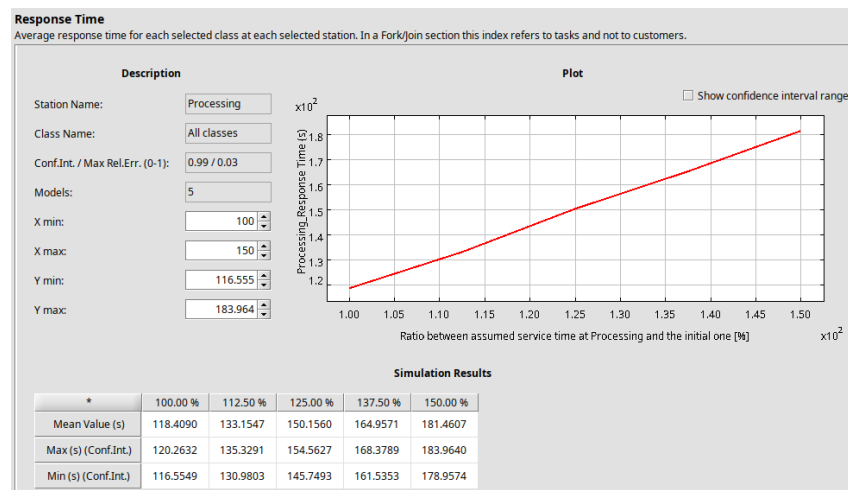 Response Time
Average response time for each selected class at each selected station. In a Fork/Join section this index refers to tasks and not to customers.
Description
Station Name: Processing
Class Name: All classes
Conf.Int. / Max Rel.Err. (0-1): 0.99 / 0.03
Models: 5
X min: 100
X max: 150
Y min: 116.555
Y max: 183.964
Plot
Show confidence interval range
x10²
Processing_Response Time (s)
1.8
1.7
1.6
1.5
1.4
1.3
1.2
1.00 1.05 1.10 1.15 1.20 1.25 1.30 1.35 1.40 1.45 1.50
Ratio between assumed service time at Processing and the initial one [%] x10²
Simulation Results
* 100.00 % 112.50 % 125.00 % 137.50 % 150.00 %
Mean Value (s) 118.4090 133.1547 150.1560 164.9571 181.4607
Max (s) (Conf.Int.) 120.2632 135.3291 154.5627 168.3789 183.9640
Min (s) (Conf.Int.) 116.5549 130.9803 145.7493 161.5353 178.9574